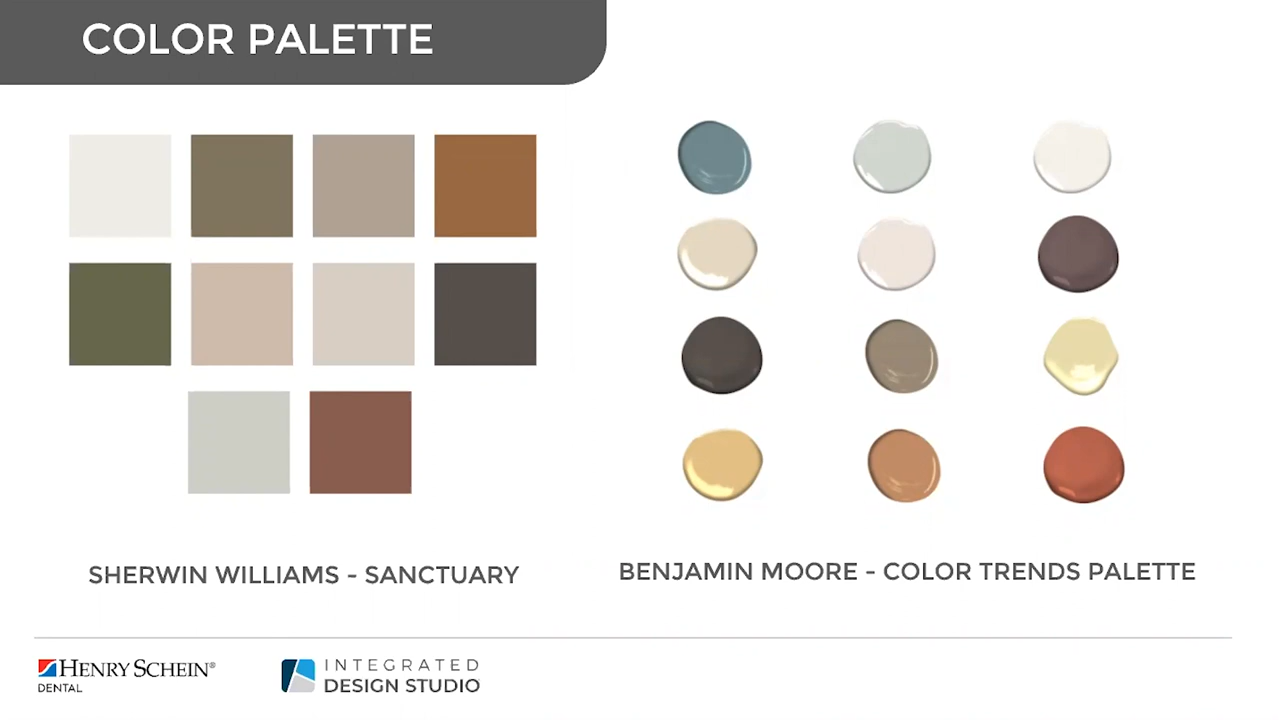 COLOR PALETTE
SHERWIN WILLIAMS - SANCTUARY
BENJAMIN MOORE - COLOR TRENDS PALETTE
HENRY SCHEIN®
DENTAL
INTEGRATED
DESIGN STUDIO